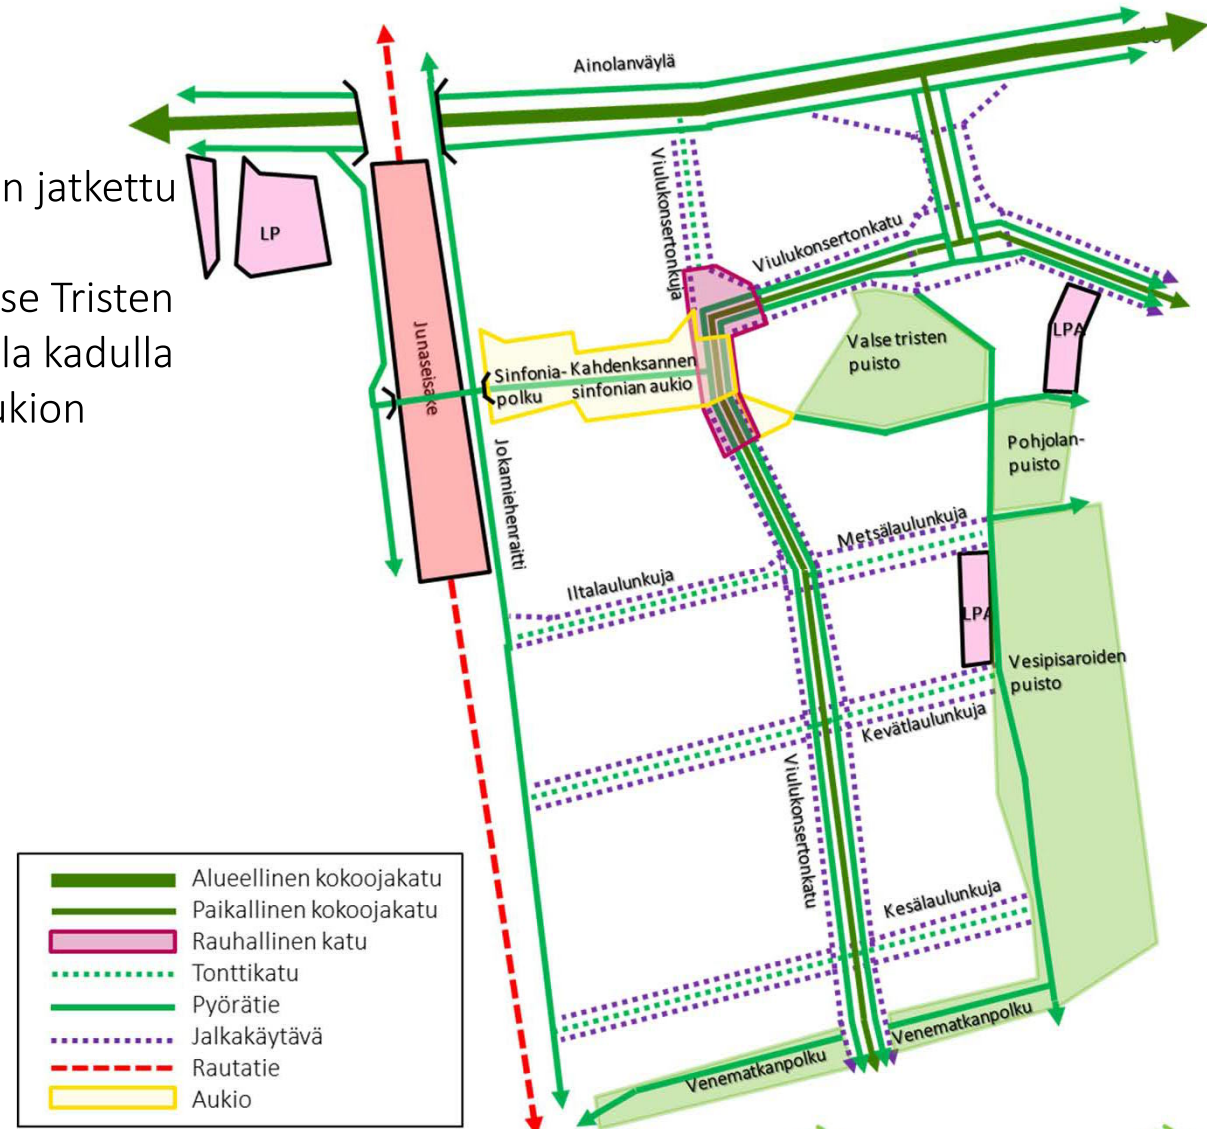 Ainolanväylä
n jatkettu
LP
se Tristen
la kadulla
ukion
Viulukonsertonkuja
Viulukonsertonkatu
Junaseisake
LPA
Valse tristen
puisto
Sinfonia-
polku
Kahdenksannen
sinfonian aukio
Jokamiehenraitti
Pohjolan-
puisto
Metsälaulunkuja
Iltalaulunkuja
LPA
Vesipisaroiden
puisto
Kevätlaulunkuja
Viulukonsertonkatu
Kesälaulunkuja
Venematkanpolku
Venematkanpolku
Alueellinen kokoojakatu
Paikallinen kokoojakatu
Rauhallinen katu
Tonttikatu
Pyörätie
Jalkakäytävä
Rautatie
Aukio